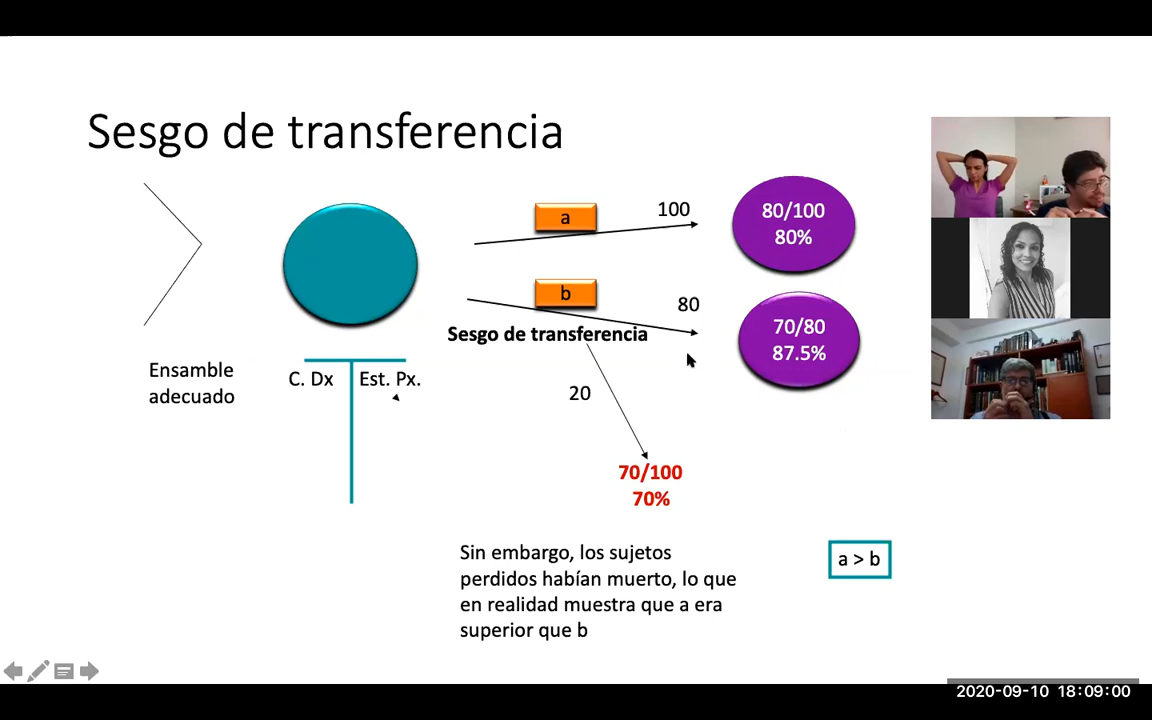 Sesgo de transferencia
a
100
80/100
80%
b
80
70/80
87.5%
Sesgo de transferencia
Ensamble
adecuado
C. Dx
Est. Px.
20
70/100
70%
Sin embargo, los sujetos
perdidos habían muerto, lo que
en realidad muestra que a era
superior que b
a > b
2020-09-10 18:09:00